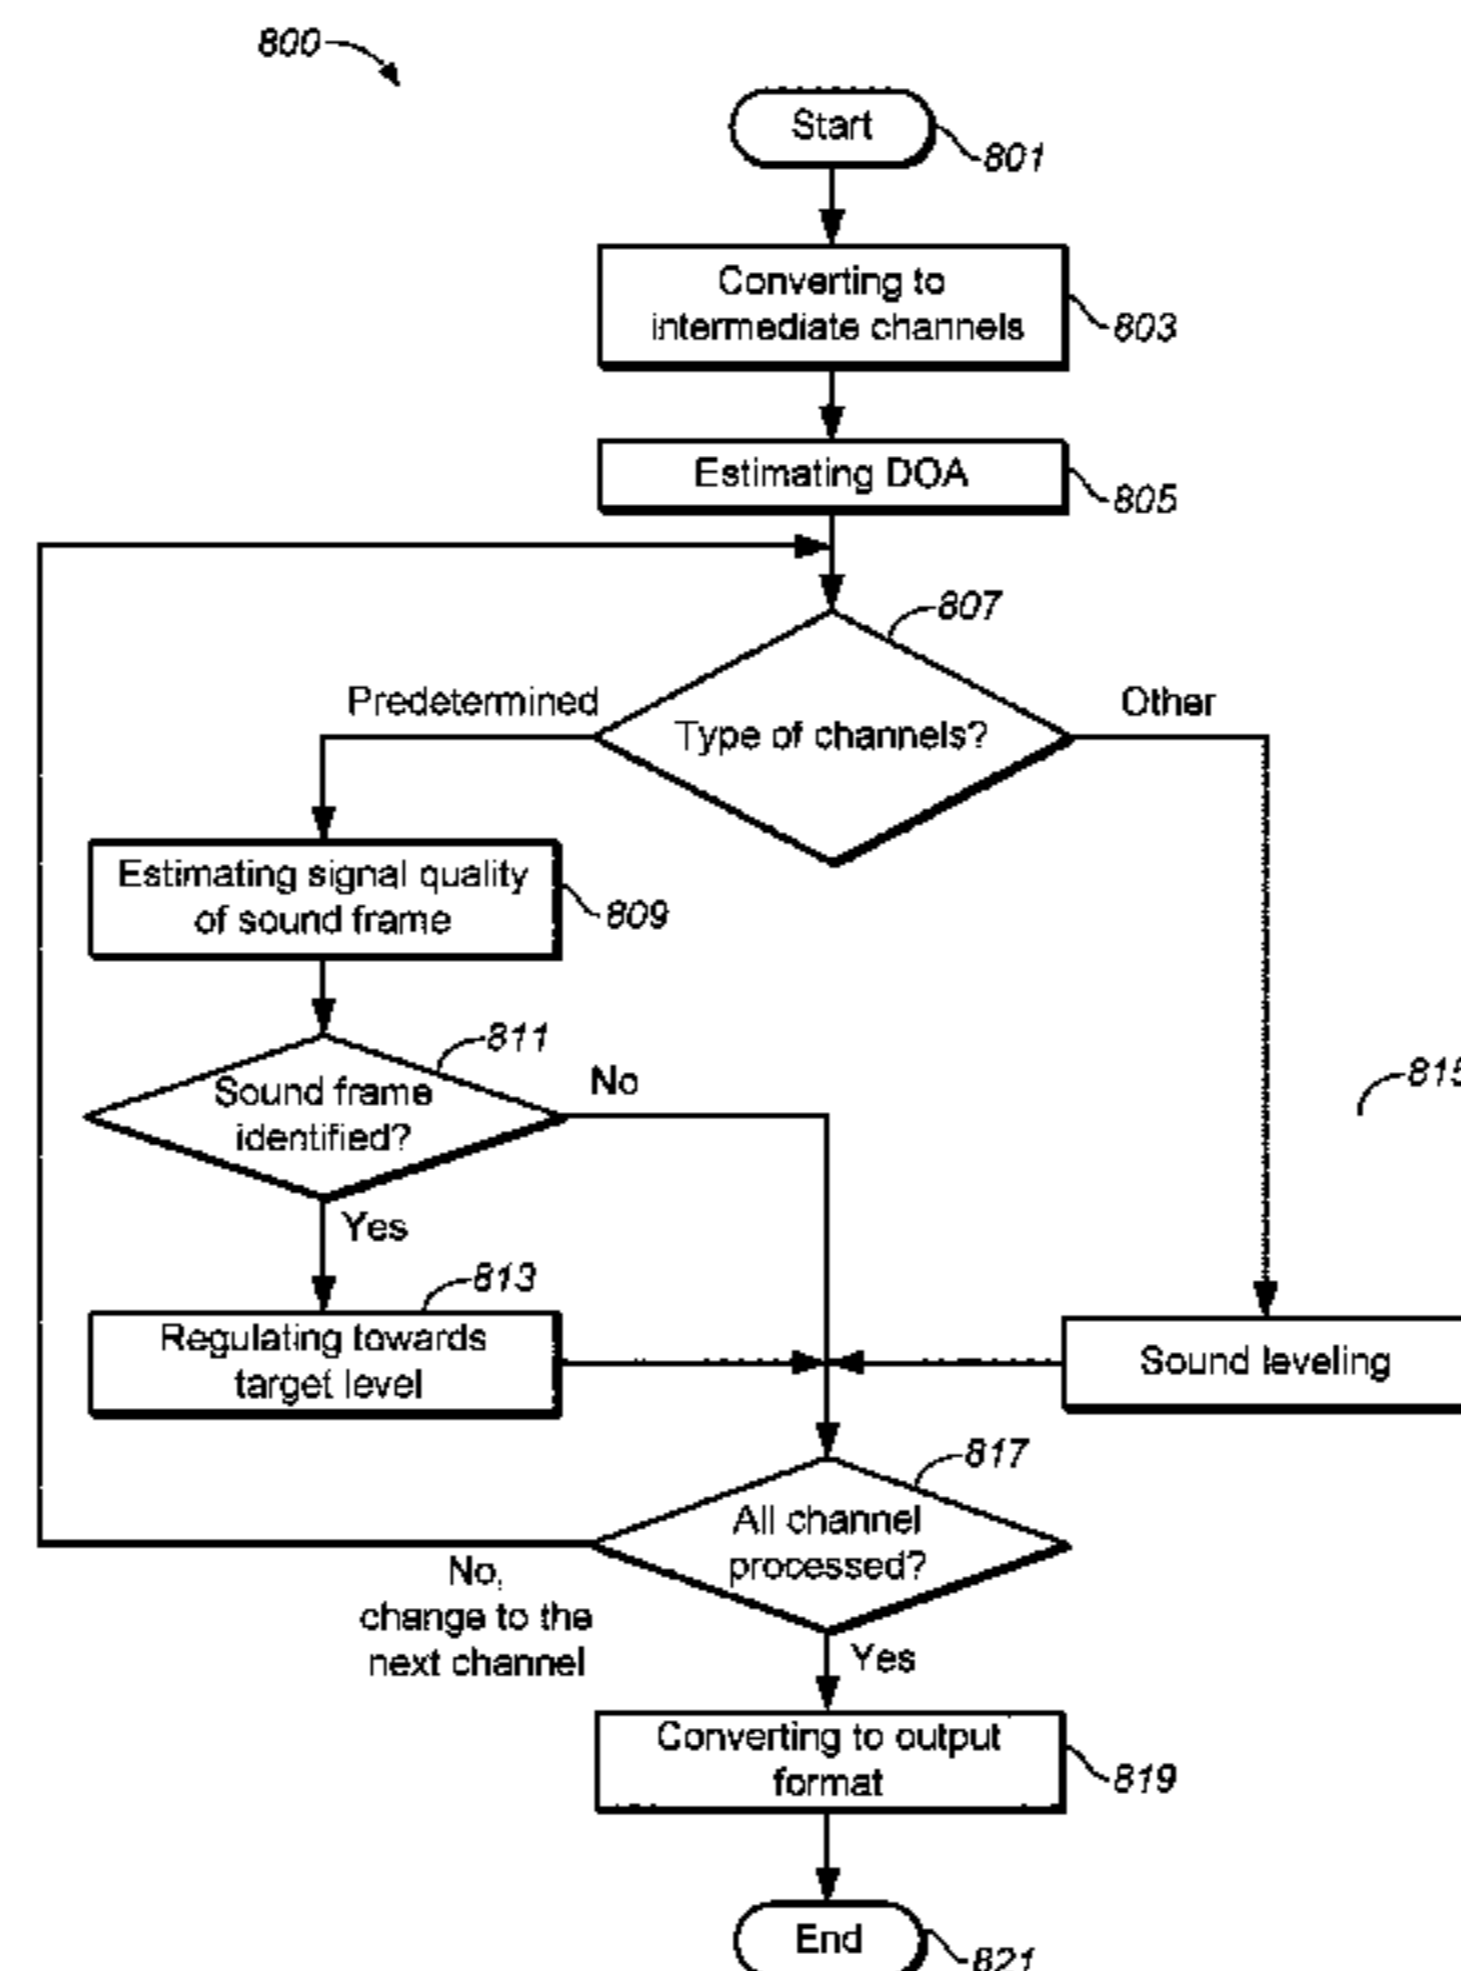 800
Start
801
Converting to
intermediate channels
803
Estimating DOA
805
807
Predetermined
Type of channels?
Other
Estimating signal quality
of sound frame
809
811
Sound frame
identified?
No
815
Yes
813
Regulating towards
target level
Sound leveling
817
All channel
processed?
No,
change to the
next channel
Yes
Converting to output
format
819
End
821